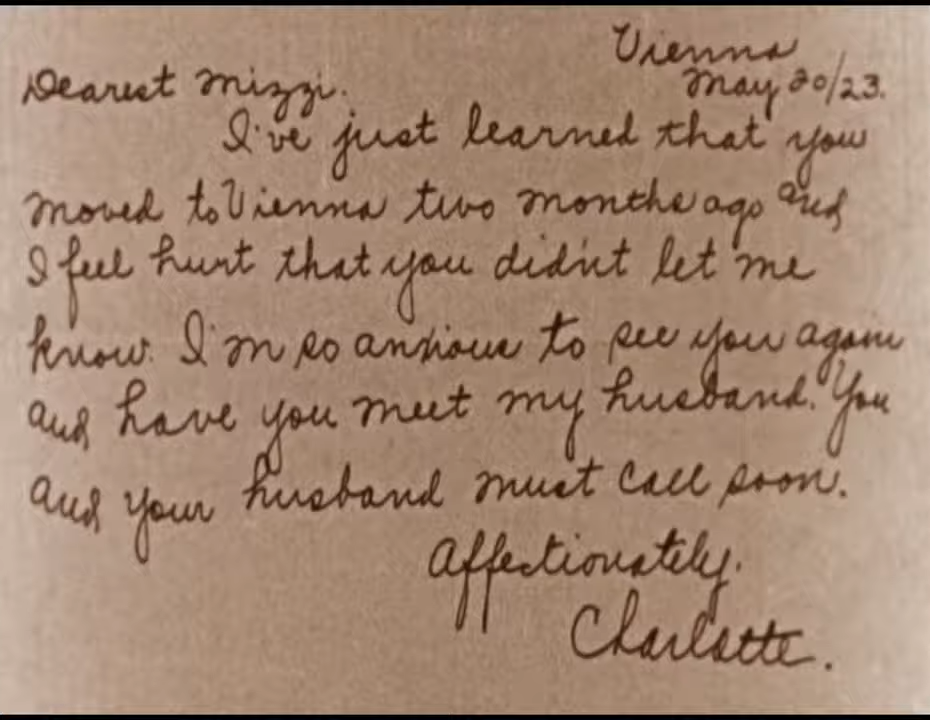 Vienna
May 20/23.
Dearest Mizzi.
I've just learned that you
moved to Vienna two months ago and
I feel hurt that you didn't let me
know. I'm so anxious to see you again
and have you meet my husband. You
and your husband must call soon.
Affectionately.
Charlotte.